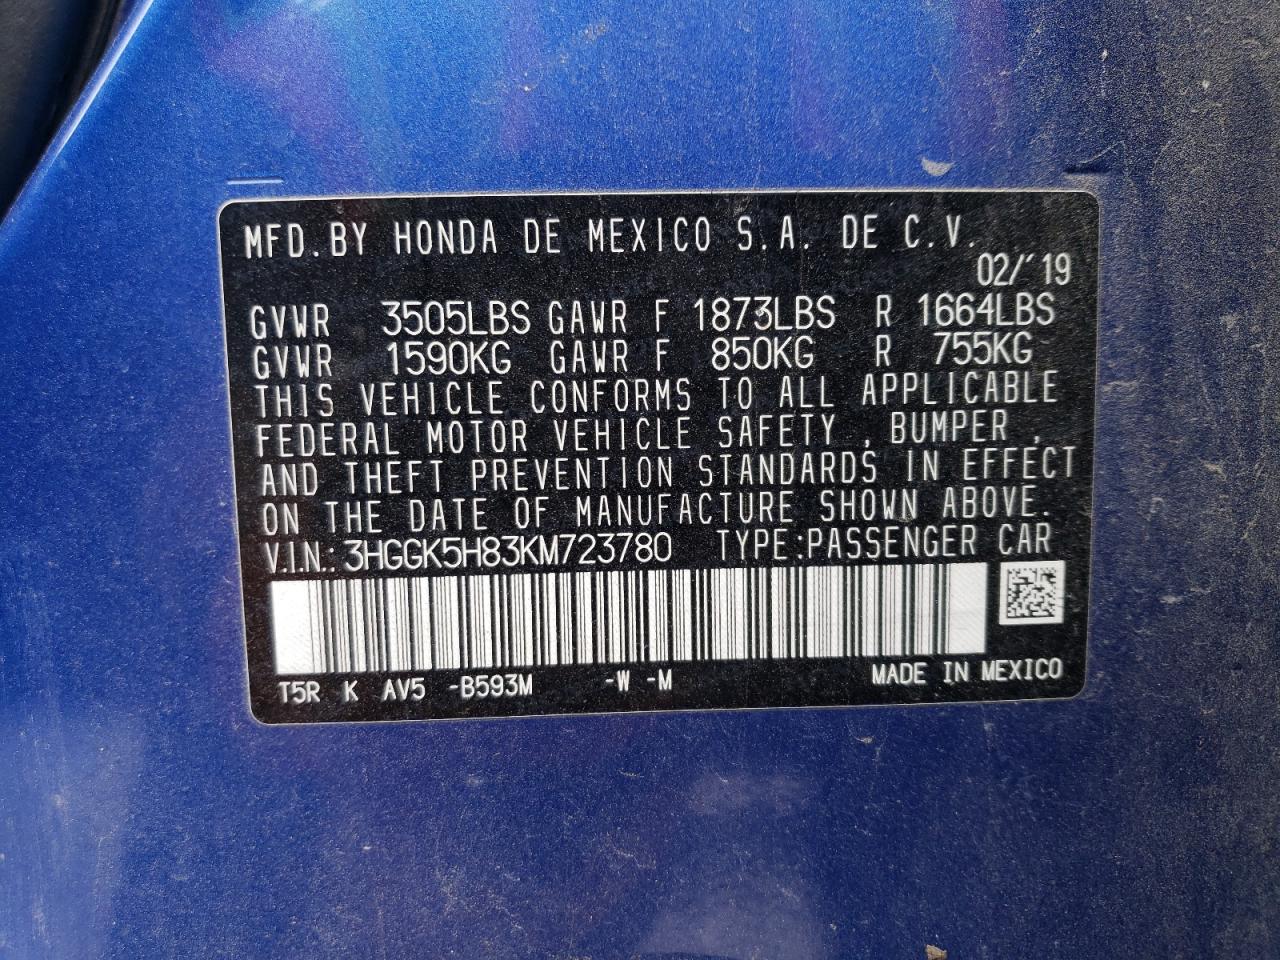 MFD.BY HONDA DE MEXICO S.A. DE C.V.
02/´19
GVWR 3505LBS GAWR F 1873LBS R 1664LBS
GVWR 1590KG GAWR F 850KG R 755KG
THIS VEHICLE CONFORMS TO ALL APPLICABLE
FEDERAL MOTOR VEHICLE SAFETY , BUMPER ,
AND THEFT PREVENTION STANDARDS IN EFFECT
ON THE DATE OF MANUFACTURE SHOWN ABOVE.
V.I.N.: 3HGGK5H83KM723780 TYPE:PASSENGER CAR
T5R K AV5 -B593M -W -M MADE IN MEXICO